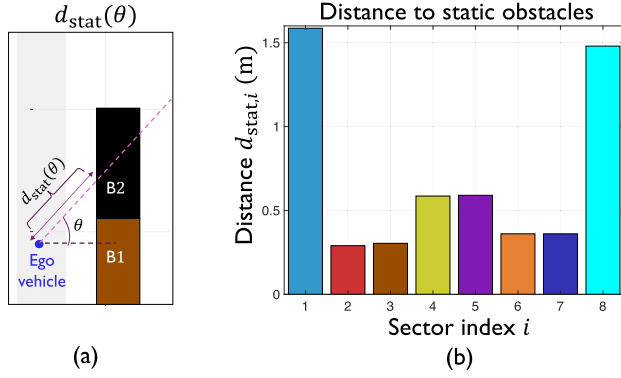 d_stat(θ)
d_stat(θ)
B2
θ
B1
Ego
vehicle
(a)
Distance to static obstacles
Distance d_stat,i (m)
1.5
1
0.5
0
1 2 3 4 5 6 7 8
Sector index i
(b)